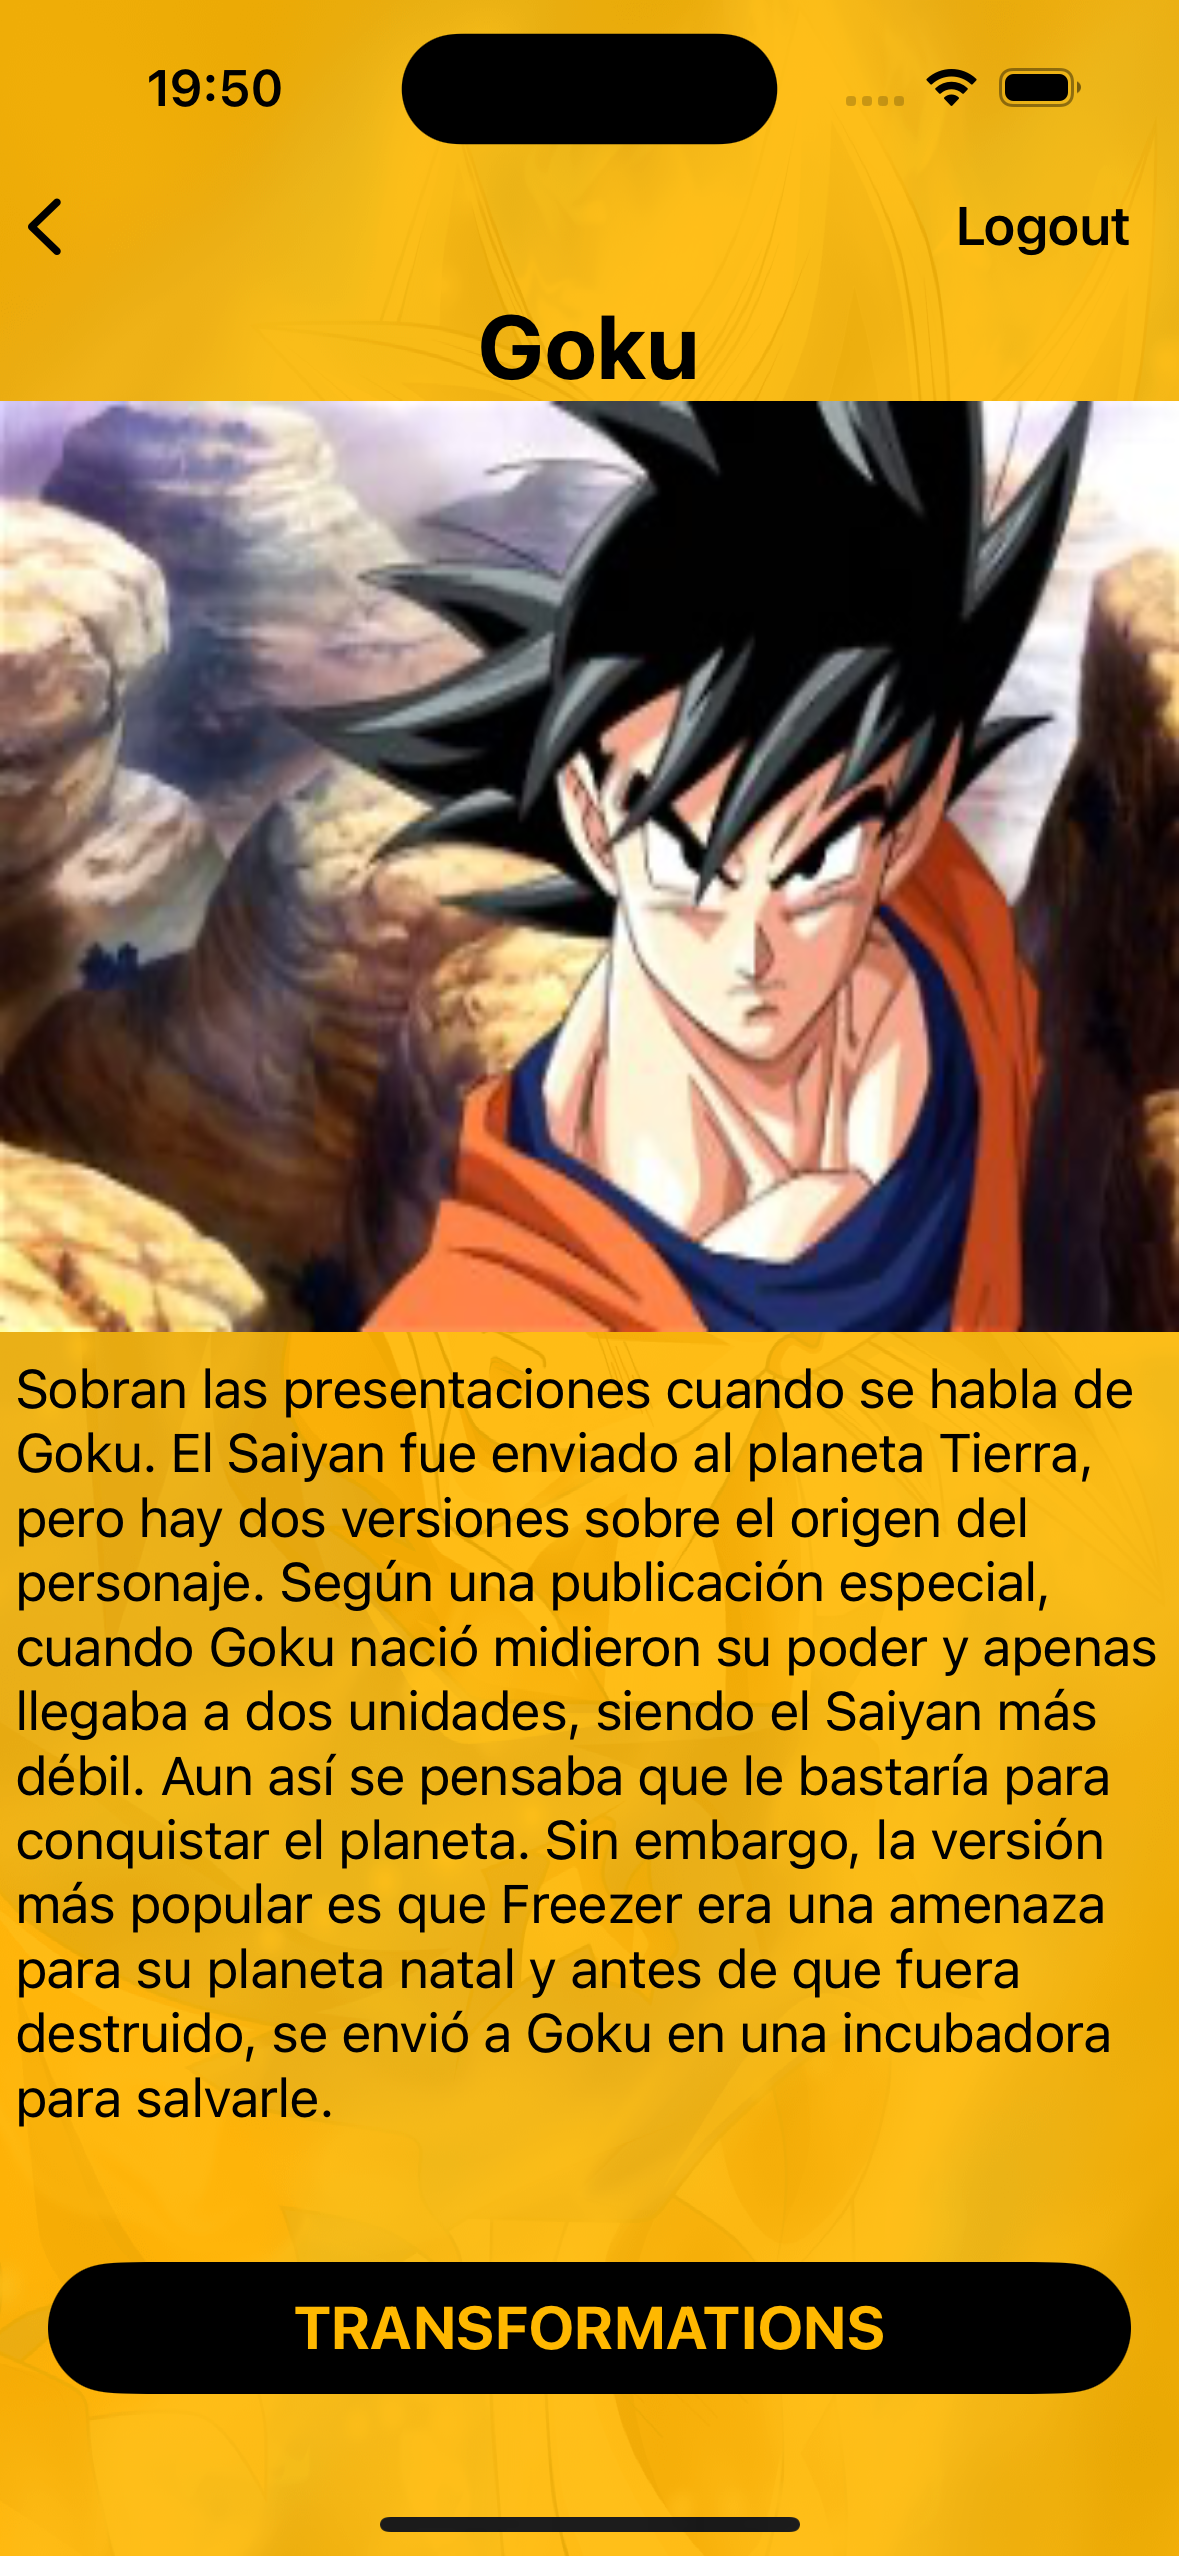 19:50
Logout
Goku
Sobran las presentaciones cuando se habla de
Goku. El Saiyan fue enviado al planeta Tierra,
pero hay dos versiones sobre el origen del
personaje. Según una publicación especial,
cuando Goku nació midieron su poder y apenas
llegaba a dos unidades, siendo el Saiyan más
débil. Aun así se pensaba que le bastaría para
conquistar el planeta. Sin embargo, la versión
más popular es que Freezer era una amenaza
para su planeta natal y antes de que fuera
destruido, se envió a Goku en una incubadora
para salvarle.
TRANSFORMATIONS